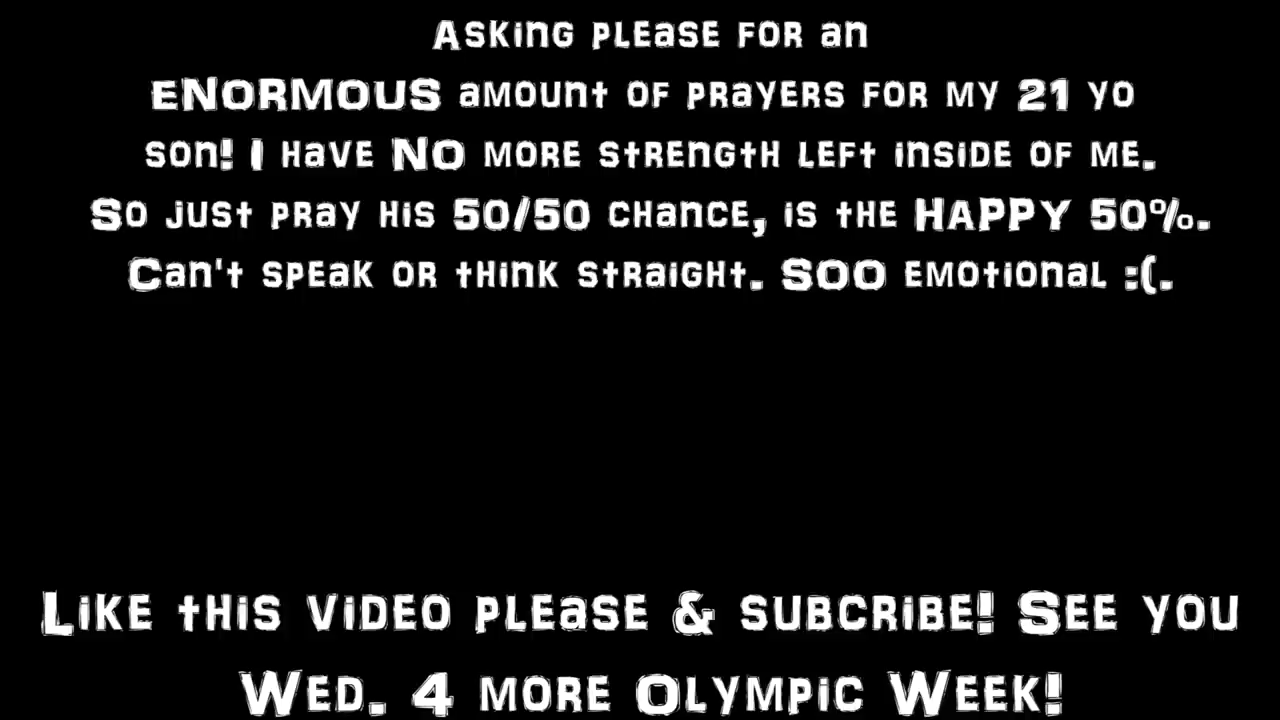 Asking please for an
ENORMOUS amount of prayers for my 21 yo
son! I have NO more strength left inside of me.
So just pray his 50/50 chance, is the HAPPY 50%.
Can't speak or think straight. SOO emotional :(.
Like this video please & subcribe! See you
Wed. 4 more Olympic Week!